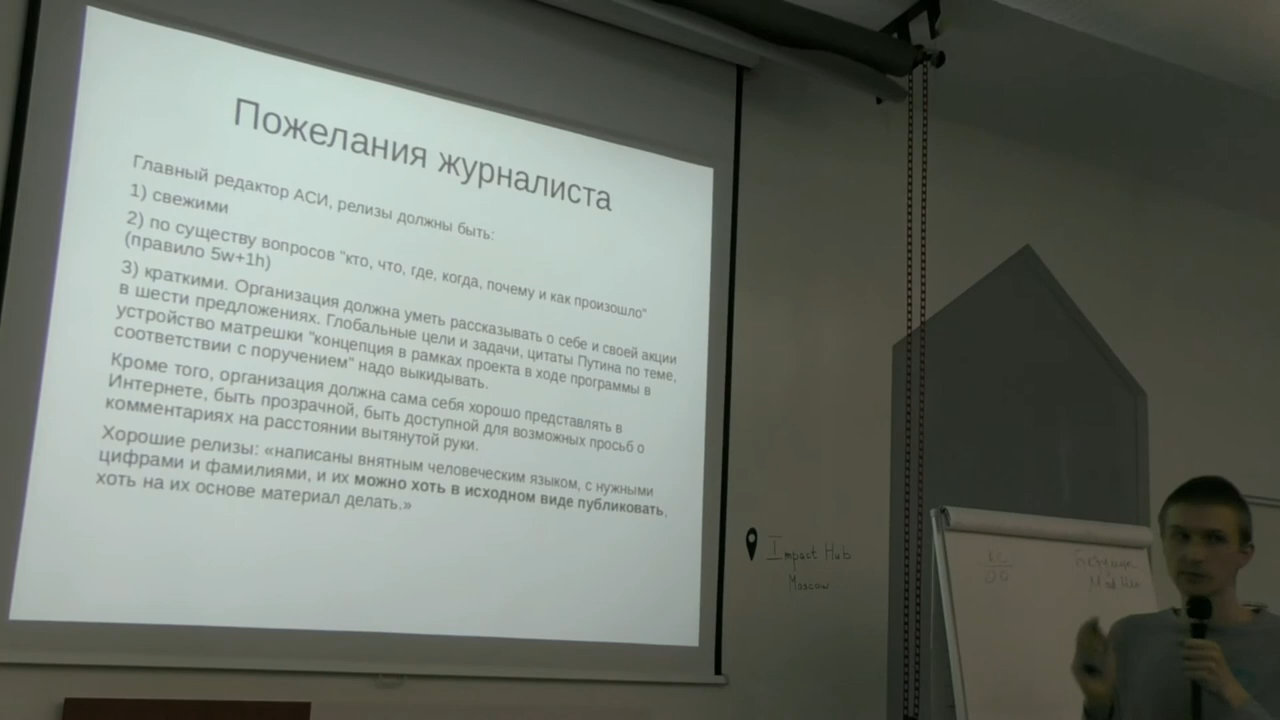 Пожелания журналиста
Главный редактор АСИ, релизы должны быть:
1) свежими
2) по существу вопросов "кто, что, где, когда, почему и как произошло"
(правило 5w+1h)
3) краткими. Организация должна уметь рассказывать о себе и своей акции
в шести предложениях. Глобальные цели и задачи, цитаты Путина по теме,
устройство матрешки "концепция в рамках проекта в ходе программы в
соответствии с поручением" надо выкидывать.
Кроме того, организация должна сама себя хорошо представлять в
Интернете, быть прозрачной, быть доступной для возможных просьб о
комментариях на расстоянии вытянутой руки.
Хорошие релизы: «написаны внятным человеческим языком, с нужными
цифрами и фамилиями, и их можно хоть в исходном виде публиковать,
хоть на их основе материал делать.»
Impact Hub
Moscow